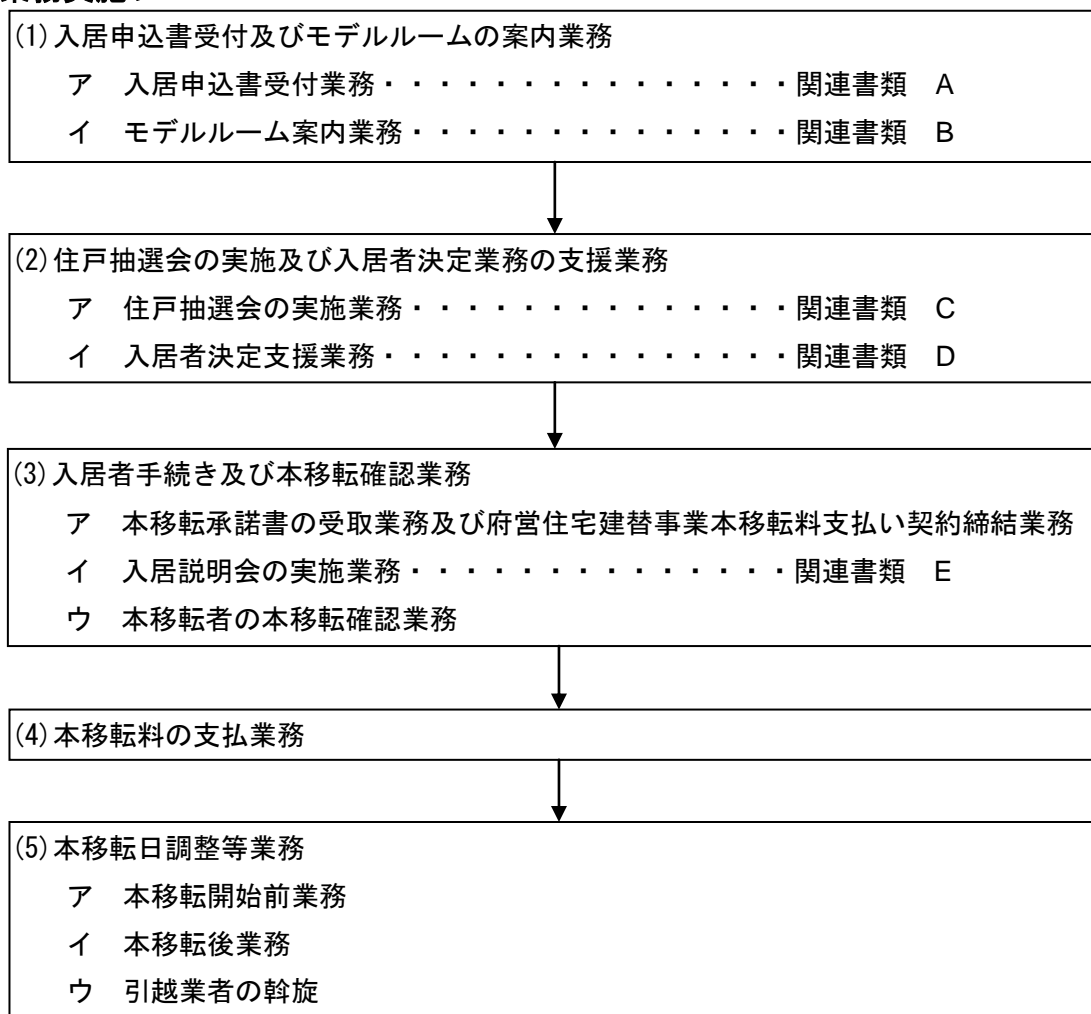 (1)入居申込書受付及びモデルルームの案内業務
ア　入居申込書受付業務・・・・・・・・・・・・・・・関連書類　A
イ　モデルルーム案内業務・・・・・・・・・・・・・・関連書類　B
(2)住戸抽選会の実施及び入居者決定業務の支援業務
ア　住戸抽選会の実施業務・・・・・・・・・・・・・・関連書類　C
イ　入居者決定支援業務・・・・・・・・・・・・・・・関連書類　D
(3)入居者手続き及び本移転確認業務
ア　本移転承諾書の受取業務及び府営住宅建替事業本移転料支払い契約締結業務
イ　入居説明会の実施業務・・・・・・・・・・・・・・関連書類　E
ウ　本移転者の本移転確認業務
(4)本移転料の支払業務
(5)本移転日調整等業務
ア　本移転開始前業務
イ　本移転後業務
ウ　引越業者の斡旋